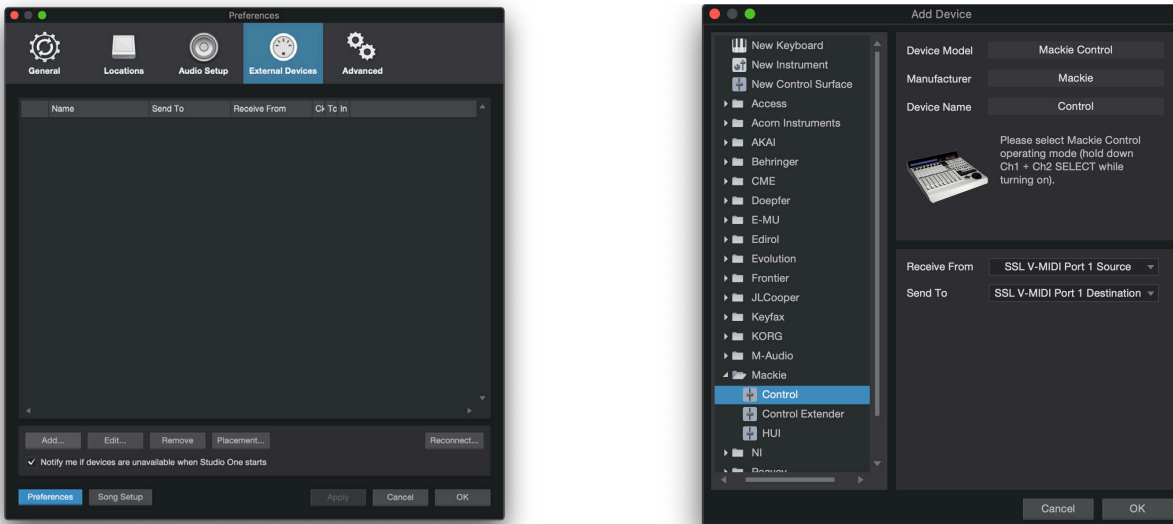 Preferences
General
Locations
Audio Setup
External Devices
Advanced
Name Send To Receive From Clk Tc In
Add... Edit... Remove Placement... Reconnect...
Notify me if devices are unavailable when Studio One starts
Preferences Song Setup Apply Cancel OK
Add Device
New Keyboard
New Instrument
New Control Surface
Access
Acorn Instruments
AKAI
Behringer
CME
Doepfer
E-MU
Edirol
Evolution
Frontier
JLCooper
Keyfax
KORG
M-Audio
Mackie
Control
Control Extender
HUI
NI
Peavey
Device Model Mackie Control
Manufacturer Mackie
Device Name Control
Please select Mackie Control
operating mode (hold down
Ch1 + Ch2 SELECT while
turning on).
Receive From SSL V-MIDI Port 1 Source
Send To SSL V-MIDI Port 1 Destination
Cancel OK